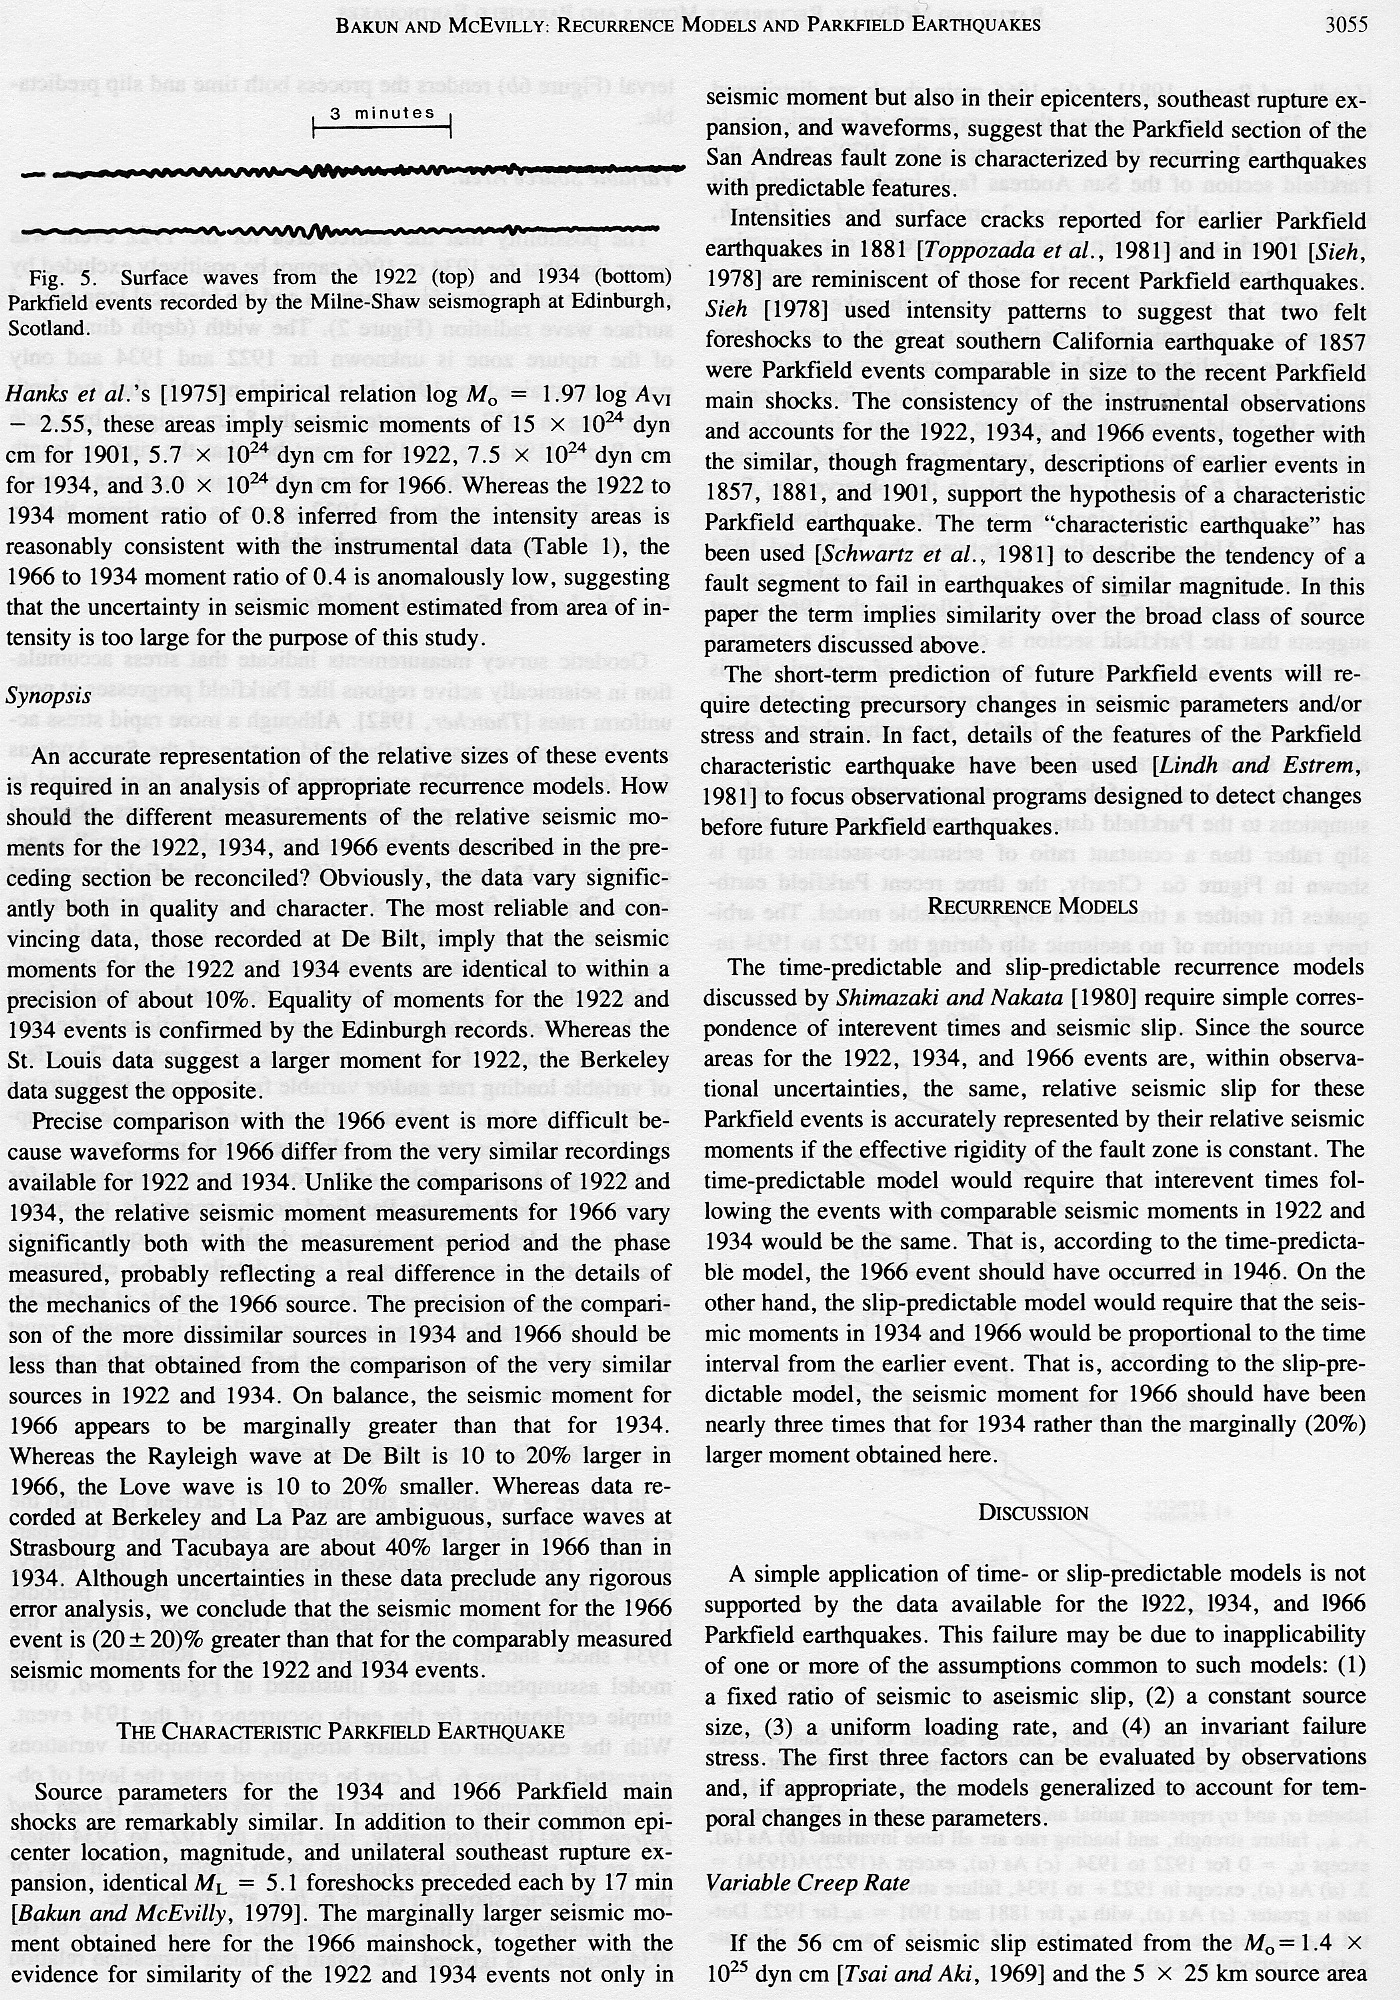 BAKUN AND MCEVILLY: RECURRENCE MODELS AND PARKFIELD EARTHQUAKES 3055
3 minutes
Fig. 5. Surface waves from the 1922 (top) and 1934 (bottom)
Parkfield events recorded by the Milne-Shaw seismograph at Edinburgh,
Scotland.
Hanks et al.'s [1975] empirical relation log M₀ = 1.97 log A_VI
− 2.55, these areas imply seismic moments of 15 × 10²⁴ dyn
cm for 1901, 5.7 × 10²⁴ dyn cm for 1922, 7.5 × 10²⁴ dyn cm
for 1934, and 3.0 × 10²⁴ dyn cm for 1966. Whereas the 1922 to
1934 moment ratio of 0.8 inferred from the intensity areas is
reasonably consistent with the instrumental data (Table 1), the
1966 to 1934 moment ratio of 0.4 is anomalously low, suggesting
that the uncertainty in seismic moment estimated from area of in-
tensity is too large for the purpose of this study.
Synopsis
An accurate representation of the relative sizes of these events
is required in an analysis of appropriate recurrence models. How
should the different measurements of the relative seismic mo-
ments for the 1922, 1934, and 1966 events described in the pre-
ceding section be reconciled? Obviously, the data vary signific-
antly both in quality and character. The most reliable and con-
vincing data, those recorded at De Bilt, imply that the seismic
moments for the 1922 and 1934 events are identical to within a
precision of about 10%. Equality of moments for the 1922 and
1934 events is confirmed by the Edinburgh records. Whereas the
St. Louis data suggest a larger moment for 1922, the Berkeley
data suggest the opposite.
Precise comparison with the 1966 event is more difficult be-
cause waveforms for 1966 differ from the very similar recordings
available for 1922 and 1934. Unlike the comparisons of 1922 and
1934, the relative seismic moment measurements for 1966 vary
significantly both with the measurement period and the phase
measured, probably reflecting a real difference in the details of
the mechanics of the 1966 source. The precision of the compari-
son of the more dissimilar sources in 1934 and 1966 should be
less than that obtained from the comparison of the very similar
sources in 1922 and 1934. On balance, the seismic moment for
1966 appears to be marginally greater than that for 1934.
Whereas the Rayleigh wave at De Bilt is 10 to 20% larger in
1966, the Love wave is 10 to 20% smaller. Whereas data re-
corded at Berkeley and La Paz are ambiguous, surface waves at
Strasbourg and Tacubaya are about 40% larger in 1966 than in
1934. Although uncertainties in these data preclude any rigorous
error analysis, we conclude that the seismic moment for the 1966
event is (20 ± 20)% greater than that for the comparably measured
seismic moments for the 1922 and 1934 events.
THE CHARACTERISTIC PARKFIELD EARTHQUAKE
Source parameters for the 1934 and 1966 Parkfield main
shocks are remarkably similar. In addition to their common epi-
center location, magnitude, and unilateral southeast rupture ex-
pansion, identical M_L = 5.1 foreshocks preceded each by 17 min
[Bakun and McEvilly, 1979]. The marginally larger seismic mo-
ment obtained here for the 1966 mainshock, together with the
evidence for similarity of the 1922 and 1934 events not only in
seismic moment but also in their epicenters, southeast rupture ex-
pansion, and waveforms, suggest that the Parkfield section of the
San Andreas fault zone is characterized by recurring earthquakes
with predictable features.
Intensities and surface cracks reported for earlier Parkfield
earthquakes in 1881 [Toppozada et al., 1981] and in 1901 [Sieh,
1978] are reminiscent of those for recent Parkfield earthquakes.
Sieh [1978] used intensity patterns to suggest that two felt
foreshocks to the great southern California earthquake of 1857
were Parkfield events comparable in size to the recent Parkfield
main shocks. The consistency of the instrumental observations
and accounts for the 1922, 1934, and 1966 events, together with
the similar, though fragmentary, descriptions of earlier events in
1857, 1881, and 1901, support the hypothesis of a characteristic
Parkfield earthquake. The term “characteristic earthquake” has
been used [Schwartz et al., 1981] to describe the tendency of a
fault segment to fail in earthquakes of similar magnitude. In this
paper the term implies similarity over the broad class of source
parameters discussed above.
The short-term prediction of future Parkfield events will re-
quire detecting precursory changes in seismic parameters and/or
stress and strain. In fact, details of the features of the Parkfield
characteristic earthquake have been used [Lindh and Estrem,
1981] to focus observational programs designed to detect changes
before future Parkfield earthquakes.
RECURRENCE MODELS
The time-predictable and slip-predictable recurrence models
discussed by Shimazaki and Nakata [1980] require simple corres-
pondence of interevent times and seismic slip. Since the source
areas for the 1922, 1934, and 1966 events are, within observa-
tional uncertainties, the same, relative seismic slip for these
Parkfield events is accurately represented by their relative seismic
moments if the effective rigidity of the fault zone is constant. The
time-predictable model would require that interevent times fol-
lowing the events with comparable seismic moments in 1922 and
1934 would be the same. That is, according to the time-predicta-
ble model, the 1966 event should have occurred in 1946. On the
other hand, the slip-predictable model would require that the seis-
mic moments in 1934 and 1966 would be proportional to the time
interval from the earlier event. That is, according to the slip-pre-
dictable model, the seismic moment for 1966 should have been
nearly three times that for 1934 rather than the marginally (20%)
larger moment obtained here.
DISCUSSION
A simple application of time- or slip-predictable models is not
supported by the data available for the 1922, 1934, and 1966
Parkfield earthquakes. This failure may be due to inapplicability
of one or more of the assumptions common to such models: (1)
a fixed ratio of seismic to aseismic slip, (2) a constant source
size, (3) a uniform loading rate, and (4) an invariant failure
stress. The first three factors can be evaluated by observations
and, if appropriate, the models generalized to account for tem-
poral changes in these parameters.
Variable Creep Rate
If the 56 cm of seismic slip estimated from the M₀ = 1.4 ×
10²⁵ dyn cm [Tsai and Aki, 1969] and the 5 × 25 km source area